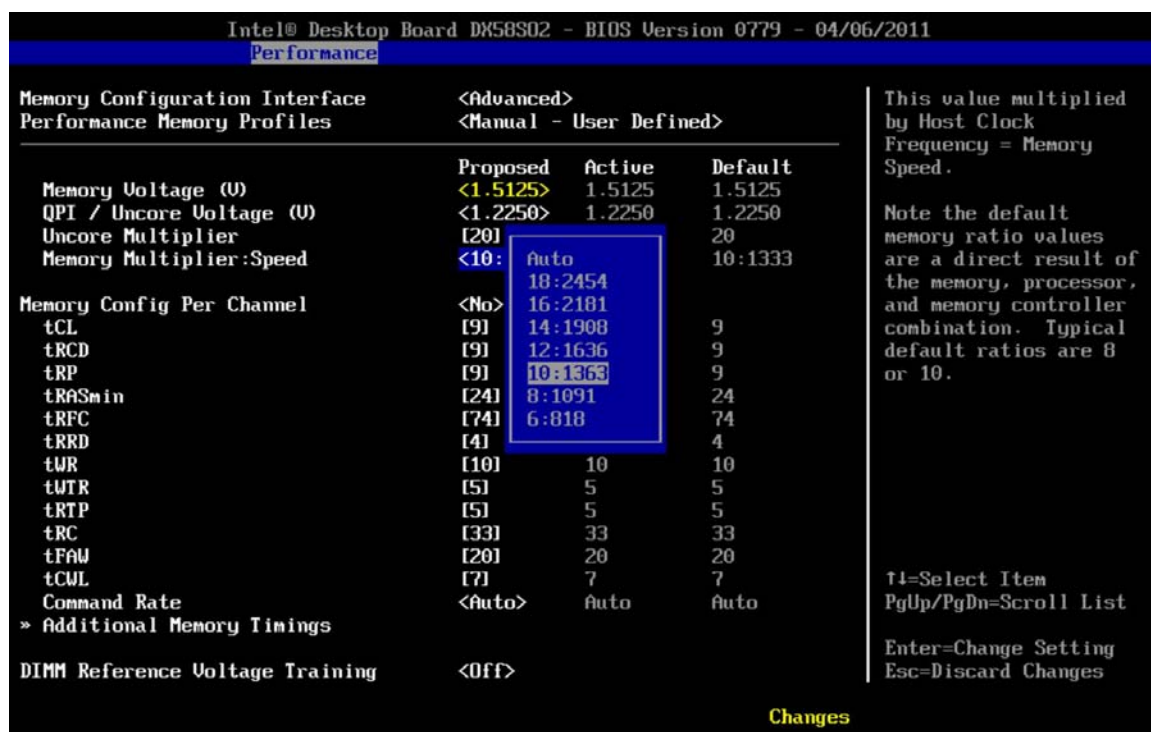 Intel® Desktop Board DX58SO2 - BIOS Version 0779 - 04/06/2011
Performance
Memory Configuration Interface <Advanced>
Performance Memory Profiles <Manual - User Defined>
Proposed Active Default
Memory Voltage (V) <1.5125> 1.5125 1.5125
QPI / Uncore Voltage (V) <1.2250> 1.2250 1.2250
Uncore Multiplier [20] 20
Memory Multiplier:Speed <10: 10:1333
Memory Config Per Channel <No>
tCL [9] 9
tRCD [9] 9
tRP [9] 9
tRASmin [24] 24
tRFC [74] 74
tRRD [4] 4
tWR [10] 10 10
tWTR [5] 5 5
tRTP [5] 5 5
tRC [33] 33 33
tFAW [20] 20 20
tCWL [7] 7 7
Command Rate <Auto> Auto Auto
» Additional Memory Timings
DIMM Reference Voltage Training <Off>
Auto
18:2454
16:2181
14:1908
12:1636
10:1363
8:1091
6:818
This value multiplied
by Host Clock
Frequency = Memory
Speed.
Note the default
memory ratio values
are a direct result of
the memory, processor,
and memory controller
combination. Typical
default ratios are 8
or 10.
↑↓=Select Item
PgUp/PgDn=Scroll List
Enter=Change Setting
Esc=Discard Changes
Changes